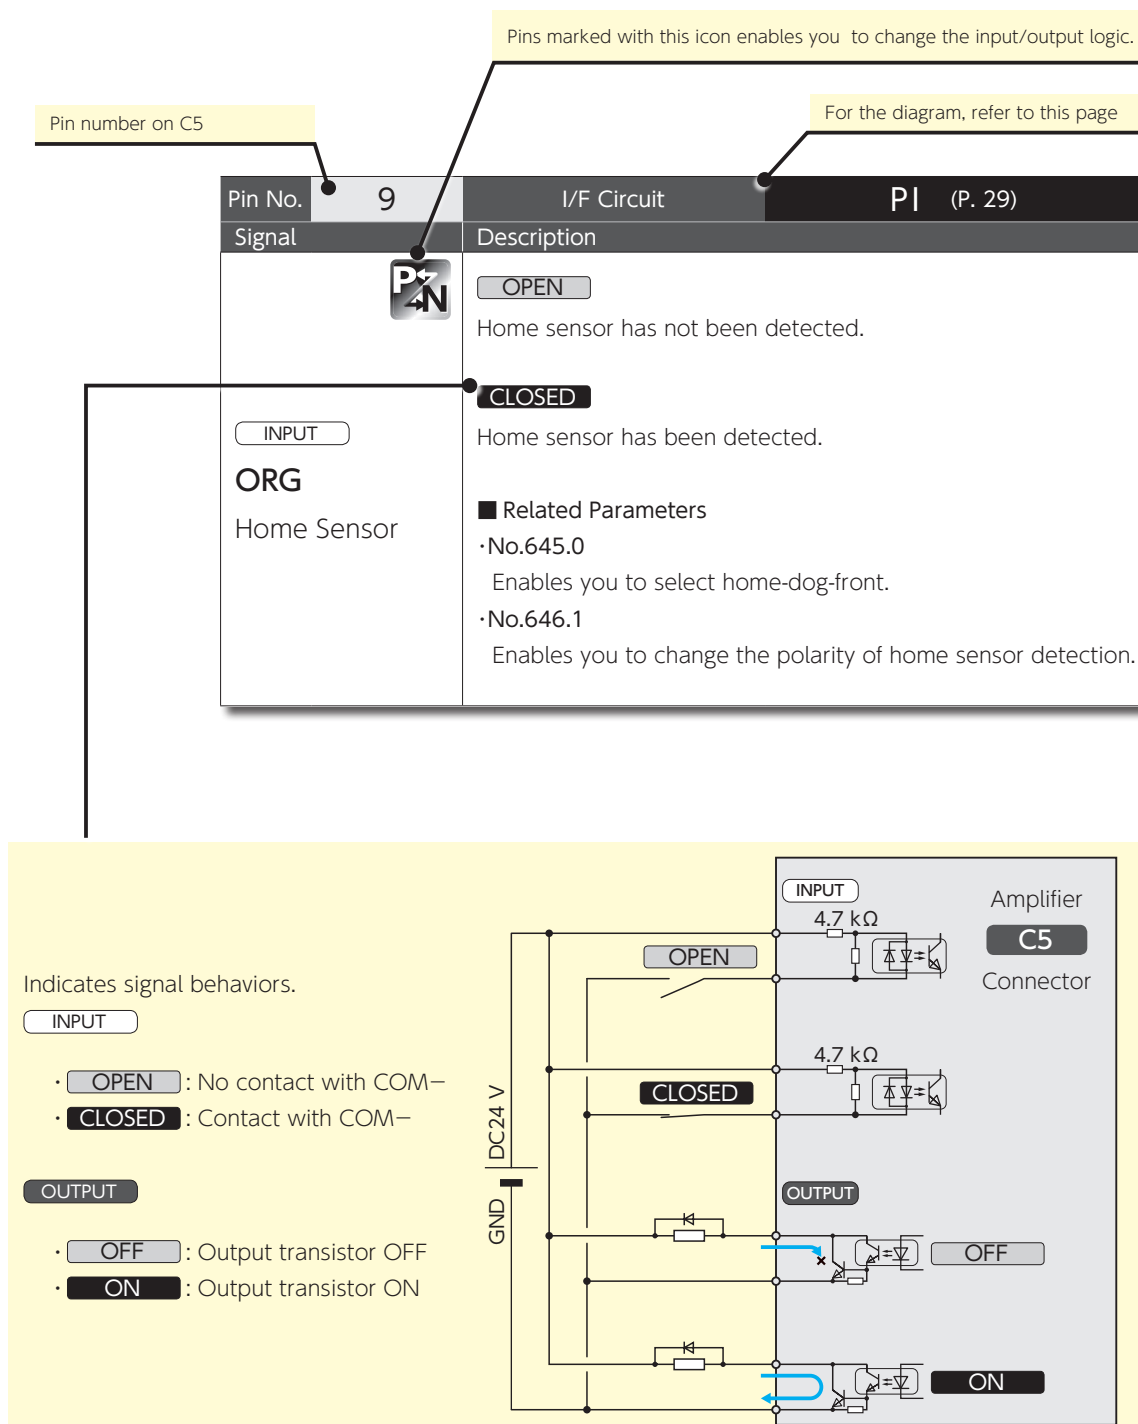 Pins marked with this icon enables you to change the input/output logic.
For the diagram, refer to this page
Pin number on C5
Pin No. 9 I/F Circuit PI (P. 29)
Signal Description
P N
OPEN
Home sensor has not been detected.
CLOSED
Home sensor has been detected.
INPUT
ORG
Home Sensor
■ Related Parameters
・No.645.0
Enables you to select home-dog-front.
・No.646.1
Enables you to change the polarity of home sensor detection.
Indicates signal behaviors.
INPUT
・ OPEN : No contact with COM−
・ CLOSED : Contact with COM−
OUTPUT
・ OFF : Output transistor OFF
・ ON : Output transistor ON
INPUT
Amplifier
C5
Connector
4.7 kΩ
OPEN
4.7 kΩ
CLOSED
DC24 V
GND
OUTPUT
OFF
ON